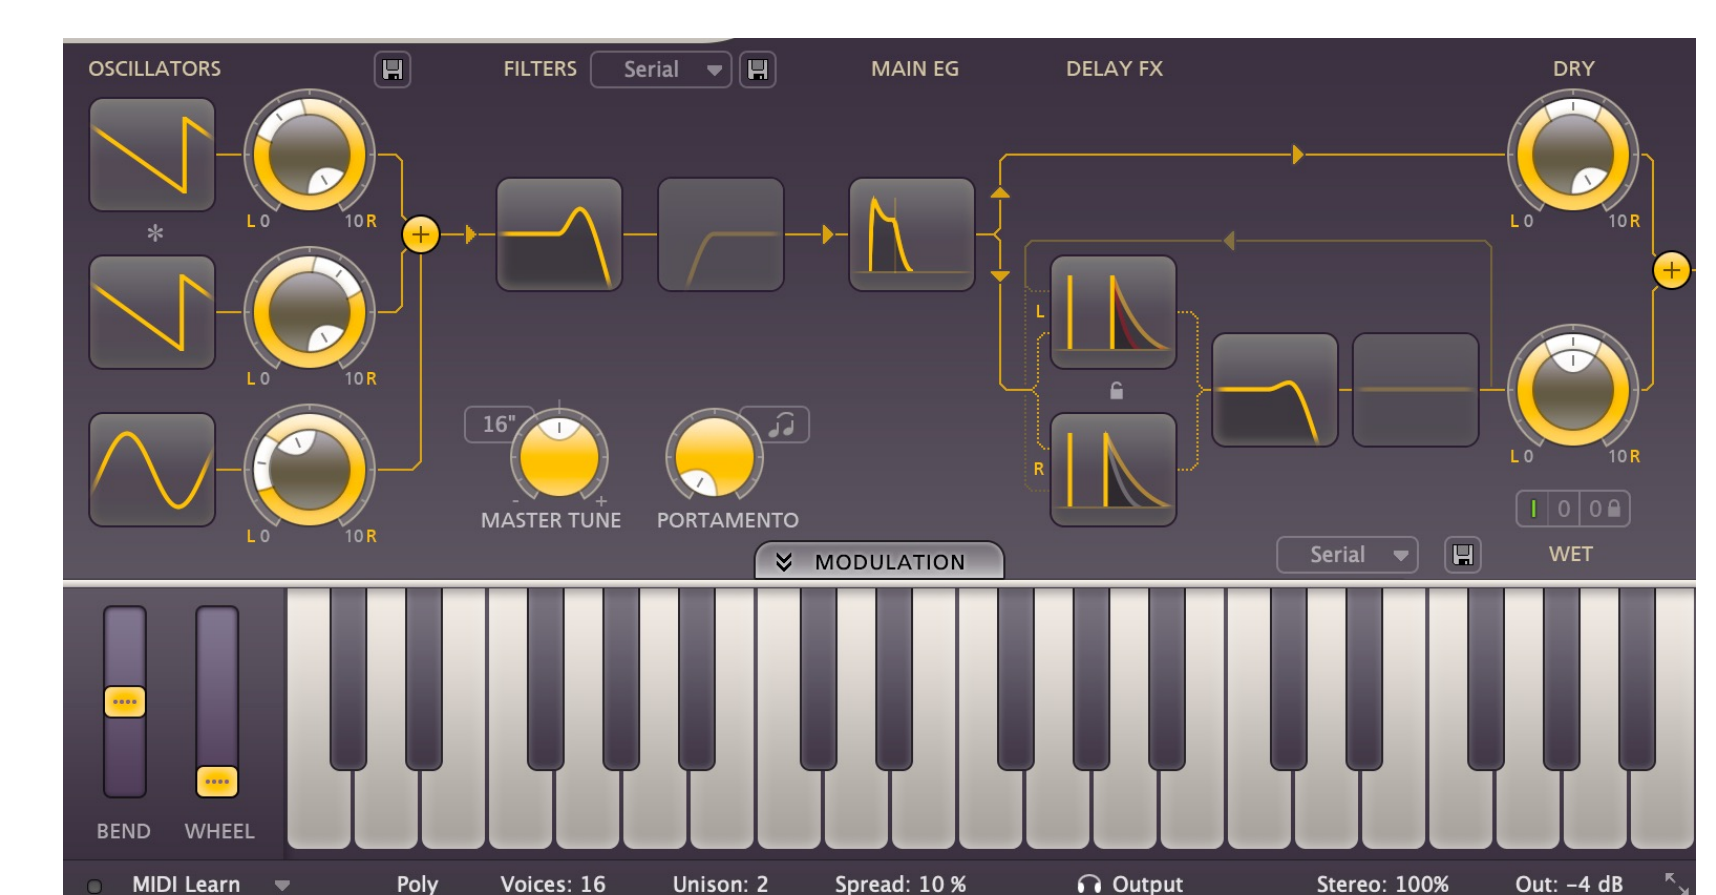 OSCILLATORS FILTERS Serial MAIN EG DELAY FX DRY
L 0 10 R L 0 10 R
*
L
L 0 10 R
16"
R
L 0 10 R
- +
MASTER TUNE PORTAMENTO
0 0
L 0 10 R
MODULATION Serial WET
BEND WHEEL
MIDI Learn Poly Voices: 16 Unison: 2 Spread: 10 % Output Stereo: 100% Out: -4 dB